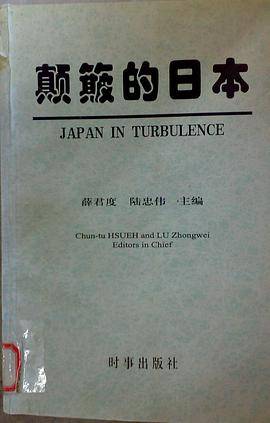 颠簸的日本
JAPAN IN TURBULENCE
薛君度 陆忠伟 主编
Chun-tu HSUEH and LU Zhongwei
Editors in Chief
时事出版社